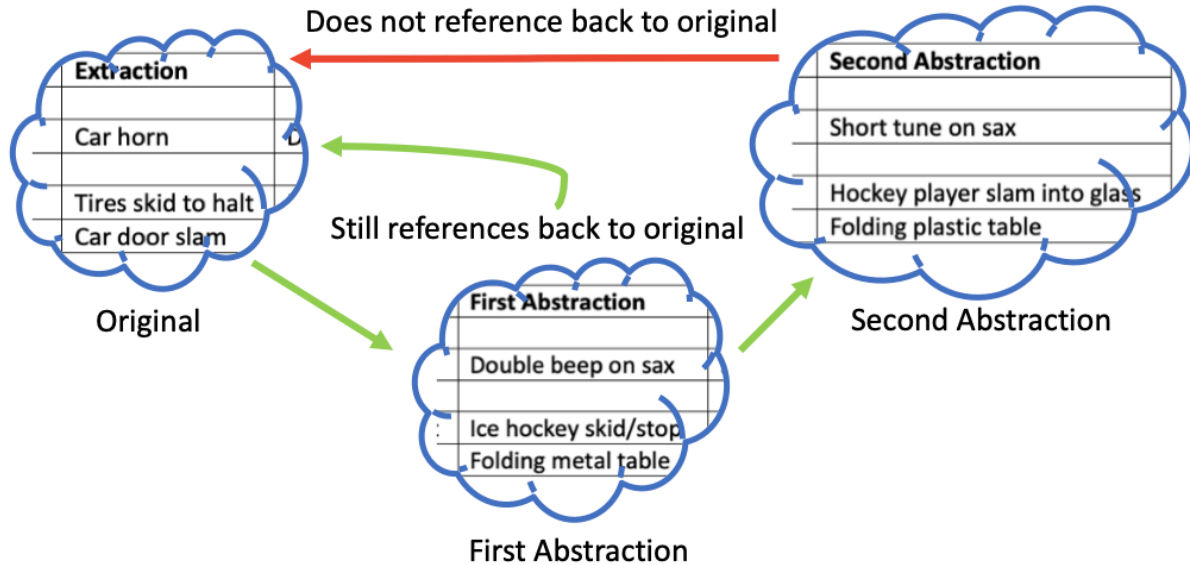 Does not reference back to original
Extraction
Car horn
D
Tires skid to halt
Car door slam
Original
Still references back to original
First Abstraction
Double beep on sax
: Ice hockey skid/stop
Folding metal table
First Abstraction
Second Abstraction
Short tune on sax
Hockey player slam into glass
Folding plastic table
Second Abstraction